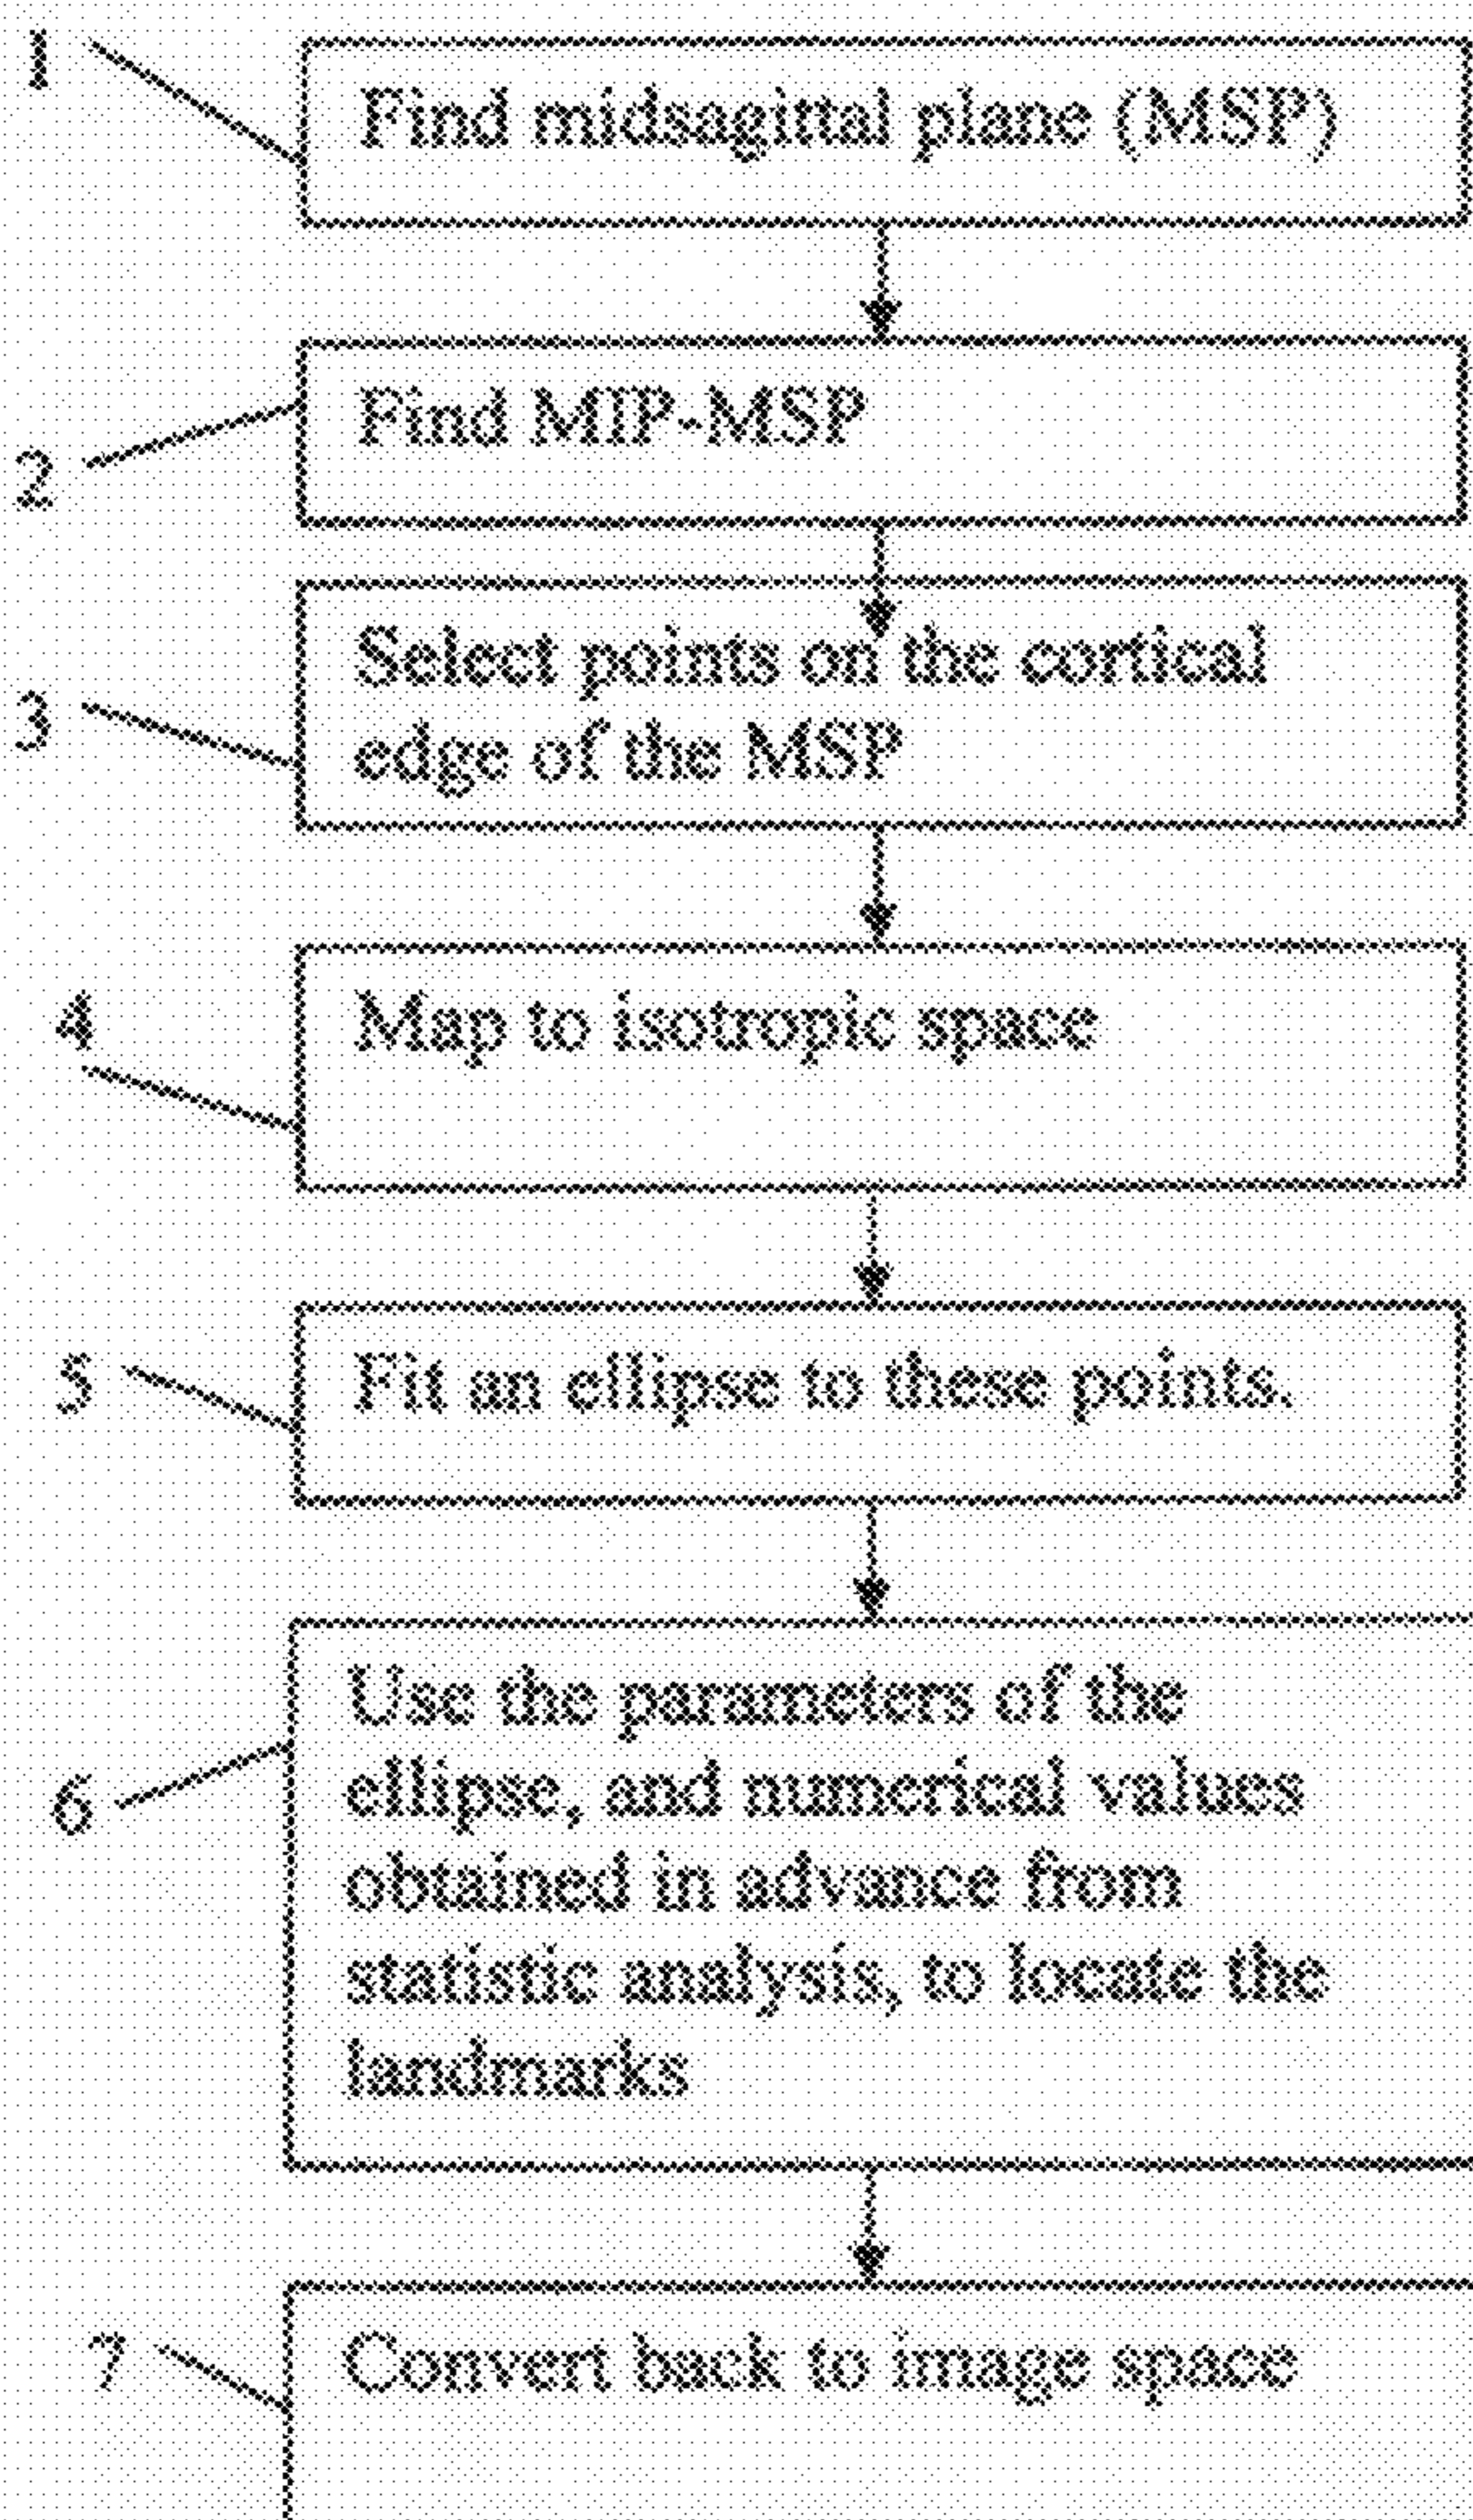 1
Find midsagittal plane (MSP)
2
Find MIP-MSP
3
Select points on the cortical
edge of the MSP
4
Map to isotropic space
5
Fit an ellipse to these points.
6
Use the parameters of the
ellipse, and numerical values
obtained in advance from
statistic analysis, to locate the
landmarks
7
Convert back to image space